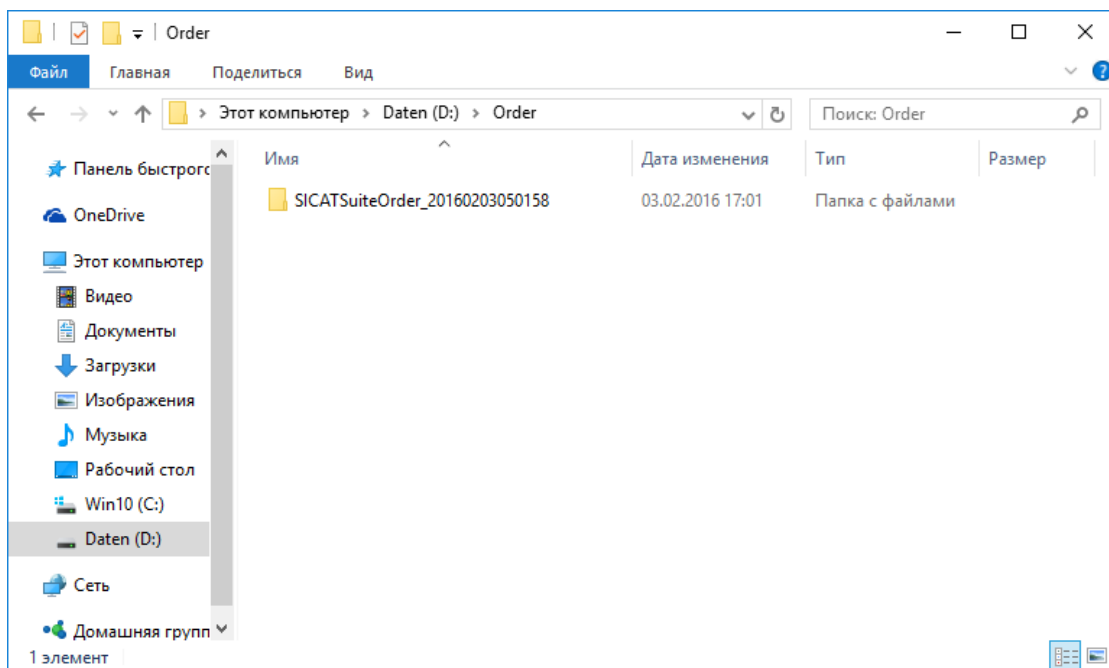 Order
Файл Главная Поделиться Вид
Этот компьютер Daten (D:) Order Поиск: Order
Имя Дата изменения Тип Размер
SICATSuiteOrder_20160203050158 03.02.2016 17:01 Папка с файлами
Панель быстрого
OneDrive
Этот компьютер
Видео
Документы
Загрузки
Изображения
Музыка
Рабочий стол
Win10 (C:)
Daten (D:)
Сеть
Домашняя групп
1 элемент